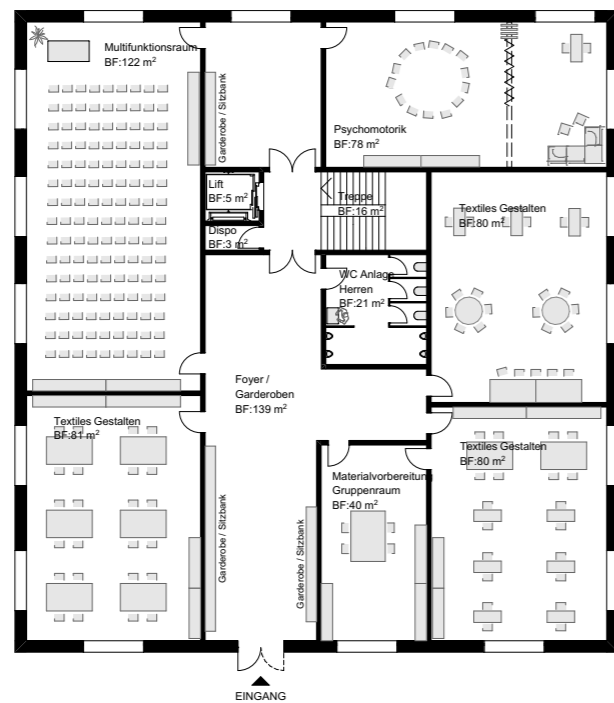 Multifunktionsraum
BF:122 m²
Garderobe / Sitzbank
Psychomotorik
BF:78 m²
Lift
BF:5 m²
Treppe
BF:16 m²
Textiles Gestalten
BF:80 m²
Dispo
BF:3 m²
WC Anlage
Herren
BF:21 m²
Foyer /
Garderoben
BF:139 m²
Textiles Gestalten
BF:81 m²
Textiles Gestalten
BF:80 m²
Materialvorbereitung
Gruppenraum
BF:40 m²
Garderobe / Sitzbank
Garderobe / Sitzbank
EINGANG